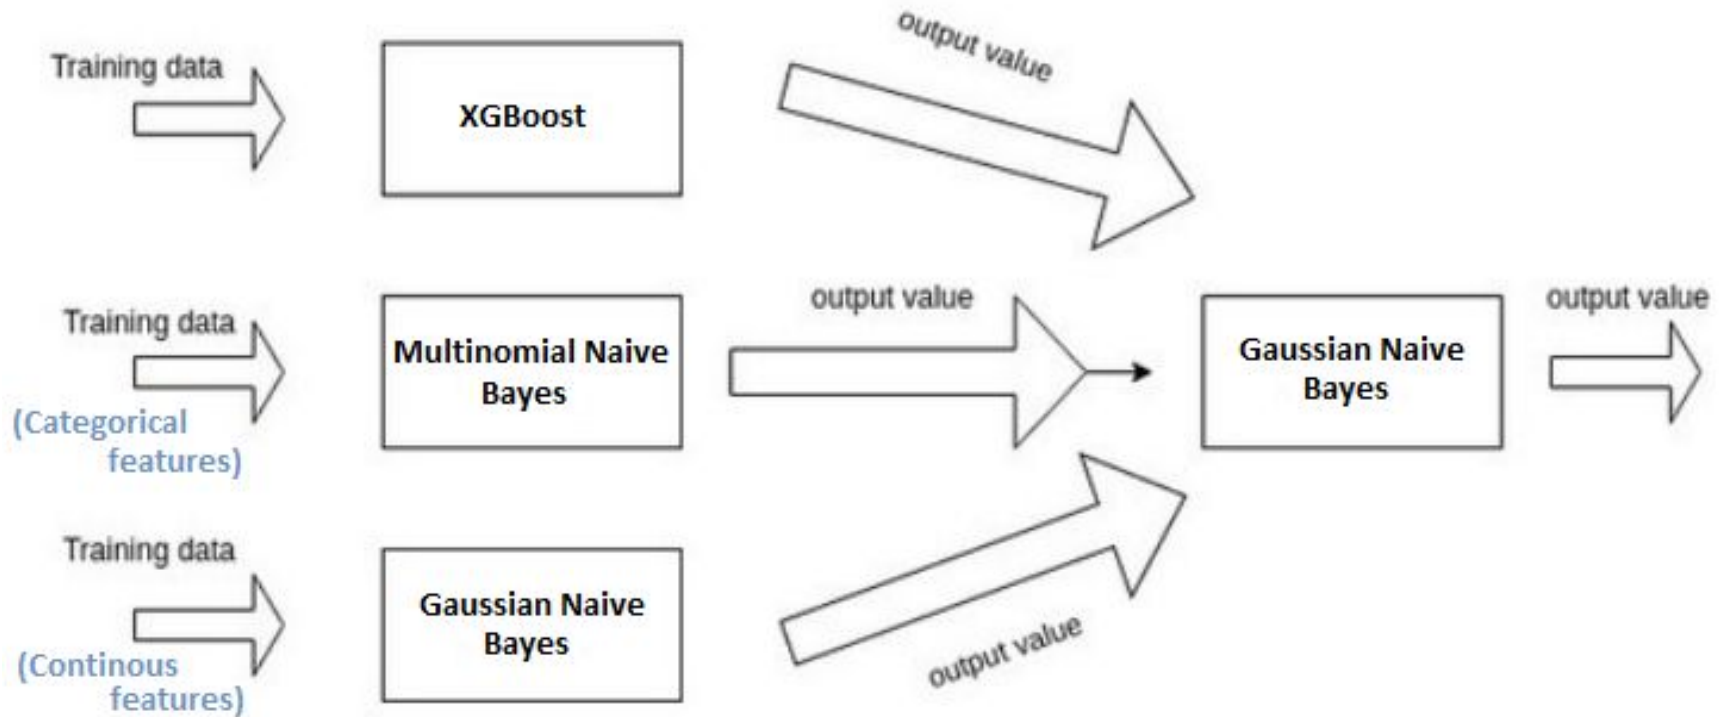 Training data
XGBoost
output value
Training data
(Categorical
features)
Multinomial Naive
Bayes
output value
Gaussian Naive
Bayes
output value
Training data
(Continous
features)
Gaussian Naive
Bayes
output value